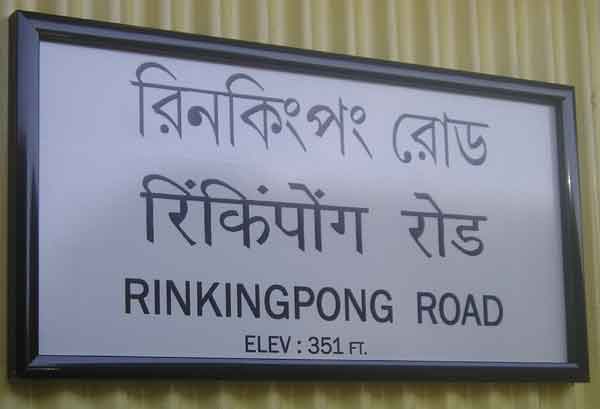 রিনকিংপং রোড
रिंकिंपोंग रोड
RINKINGPONG ROAD
ELEV : 351 FT.